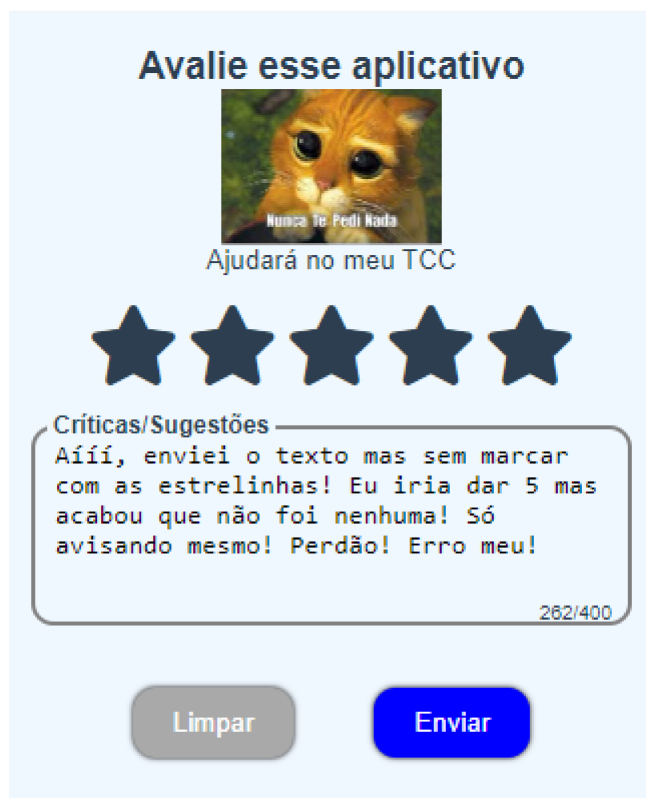 Avalie esse aplicativo
Nunca Te Pedi Nada
Ajudará no meu TCC
Críticas/Sugestões
Aííí, enviei o texto mas sem marcar
com as estrelinhas! Eu iria dar 5 mas
acabou que não foi nenhuma! Só
avisando mesmo! Perdão! Erro meu!
262/400
Limpar
Enviar